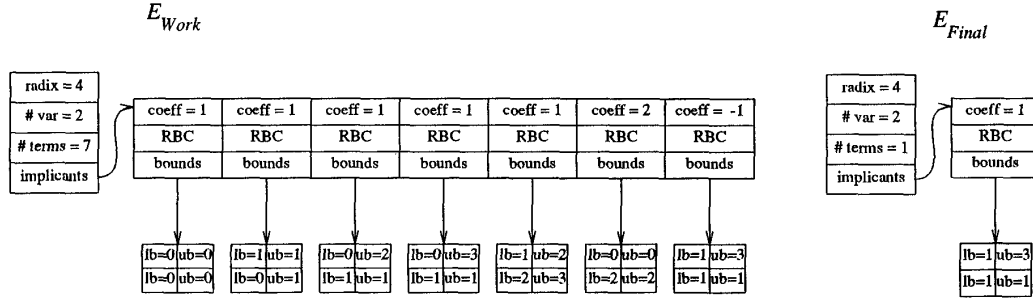 E_Work
E_Final
radix = 4
# var = 2
# terms = 7
implicants
coeff = 1 coeff = 1 coeff = 1 coeff = 1 coeff = 1 coeff = 2 coeff = -1
RBC RBC RBC RBC RBC RBC RBC
bounds bounds bounds bounds bounds bounds bounds
lb=0 ub=0 lb=1 ub=1 lb=0 ub=2 lb=0 ub=3 lb=1 ub=2 lb=0 ub=0 lb=1 ub=3
lb=0 ub=0 lb=0 ub=1 lb=1 ub=1 lb=1 ub=1 lb=2 ub=3 lb=2 ub=2 lb=1 ub=1
radix = 4
# var = 2
# terms = 1
implicants
coeff = 1
RBC
bounds
lb=1 ub=3
lb=1 ub=1